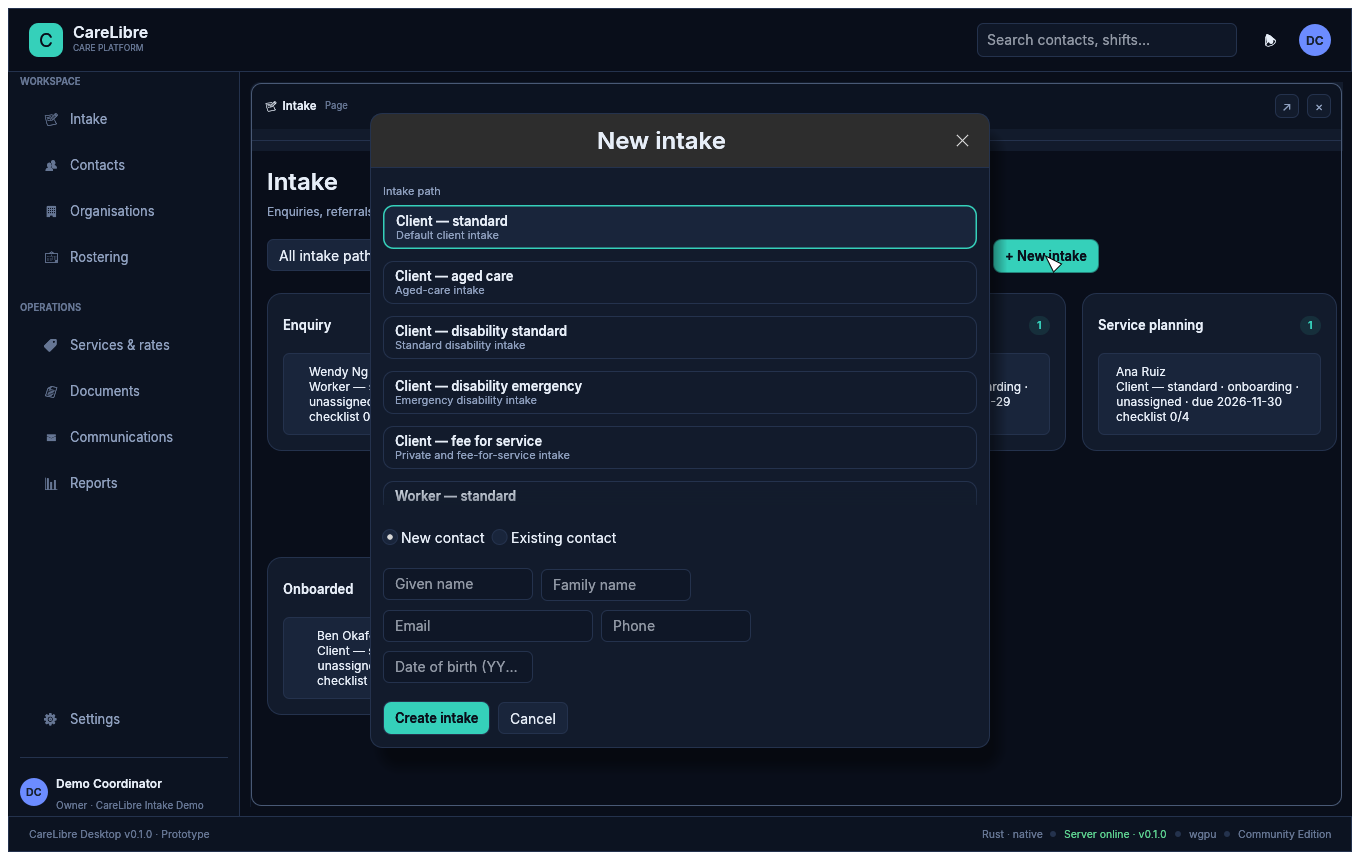 C
CareLibre
CARE PLATFORM
Search contacts, shifts...
DC
WORKSPACE
Intake
Contacts
Organisations
Rostering
OPERATIONS
Services & rates
Documents
Communications
Reports
Settings
DC
Demo Coordinator
Owner · CareLibre Intake Demo
Intake Page
Intake
Enquiries, referrals
All intake path
+ New intake
Enquiry
Wendy Ng
Worker —
unassigned
checklist 0
1
rding ·
-29
Service planning
1
Ana Ruiz
Client — standard · onboarding ·
unassigned · due 2026-11-30
checklist 0/4
Onboarded
Ben Okaf
Client —
unassign
checklist
New intake
Intake path
Client — standard
Default client intake
Client — aged care
Aged-care intake
Client — disability standard
Standard disability intake
Client — disability emergency
Emergency disability intake
Client — fee for service
Private and fee-for-service intake
Worker — standard
New contact
Existing contact
Given name
Family name
Email
Phone
Date of birth (YY...
Create intake
Cancel
CareLibre Desktop v0.1.0 · Prototype
Rust · native
Server online · v0.1.0
wgpu
Community Edition